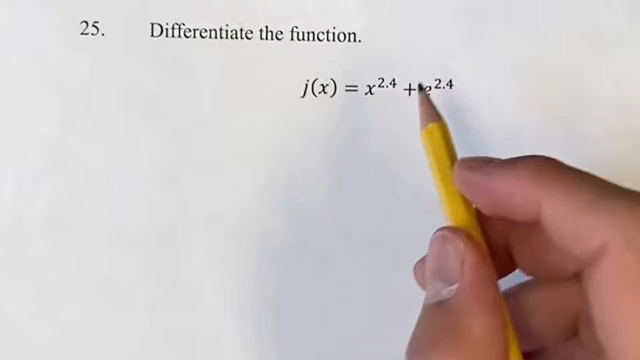 25. Differentiate the function.
j(x) = x^2.4 + e^2.4